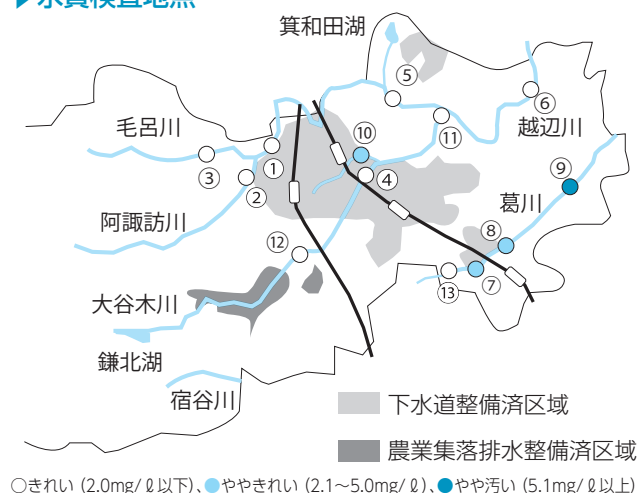 ▶水質検査地点
箕和田湖
⑤
⑥
毛呂川
⑩
⑪
越辺川
①
⑨
③
④
②
葛川
阿諏訪川
⑧
⑫
大谷木川
⑬
⑦
鎌北湖
宿谷川
下水道整備済区域
農業集落排水整備済区域
○きれい (2.0mg/ℓ以下)、●ややきれい (2.1～5.0mg/ℓ)、●やや汚い (5.1mg/ℓ以上)